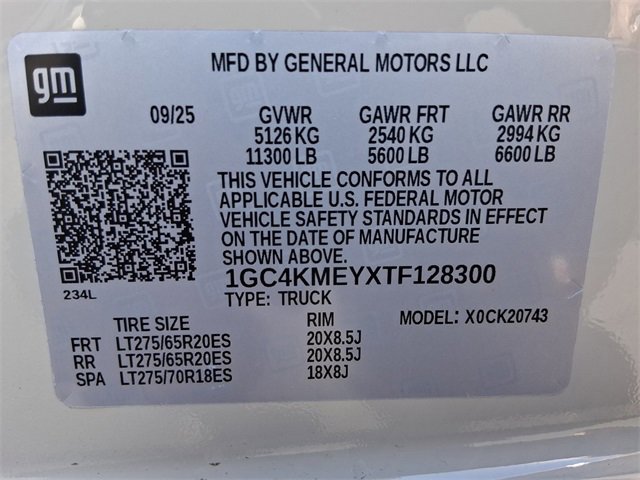 gm
MFD BY GENERAL MOTORS LLC
09/25 GVWR GAWR FRT GAWR RR
5126 KG 2540 KG 2994 KG
11300 LB 5600 LB 6600 LB
THIS VEHICLE CONFORMS TO ALL
APPLICABLE U.S. FEDERAL MOTOR
VEHICLE SAFETY STANDARDS IN EFFECT
ON THE DATE OF MANUFACTURE
SHOWN ABOVE.
234L
1GC4KMEYXTF128300
TYPE: TRUCK
TIRE SIZE RIM MODEL: X0CK20743
FRT LT275/65R20ES 20X8.5J
RR LT275/65R20ES 20X8.5J
SPA LT275/70R18ES 18X8J